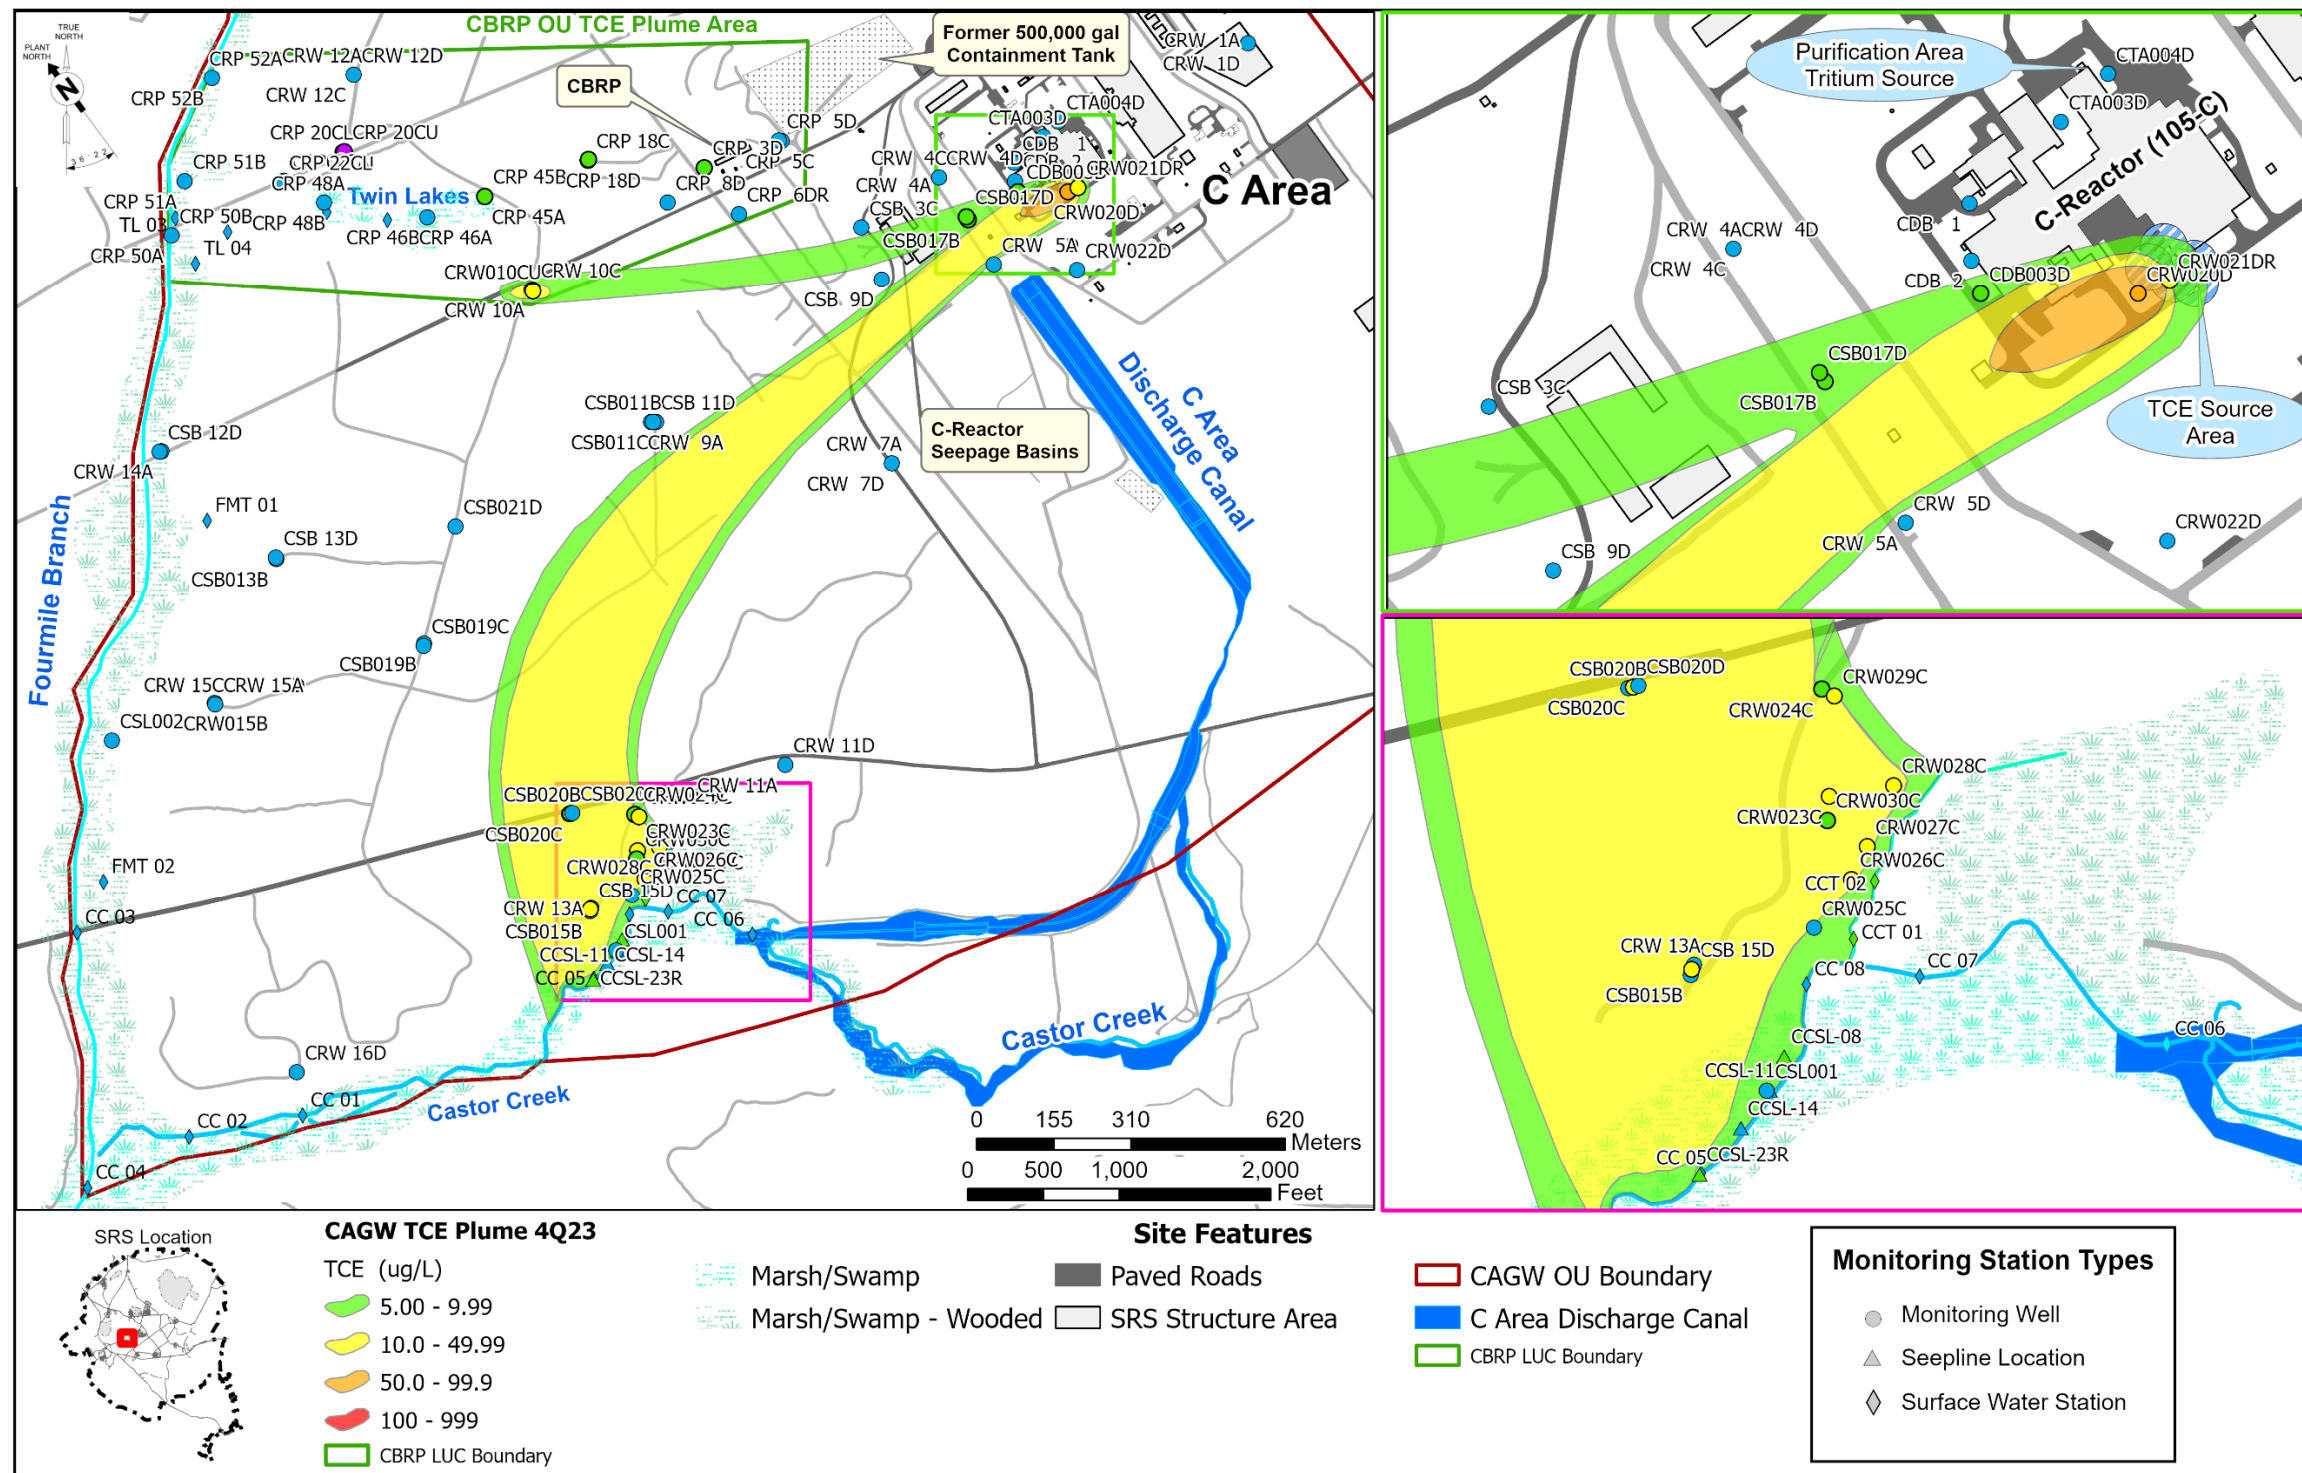 CBRP OU TCE Plume Area
TRUE
NORTH
PLANT
NORTH
N
36°22'
Former 500,000 gal
Containment Tank
CBRP
C Area
CRP 52A
CRW 12A
CRW 12D
CRP 52B
CRW 12C
CRP 20CL
CRP 20CU
CRP 51B
CRP 22CU
CRP 48A
Twin Lakes
CRP 51A
TL 03
CRP 50B
CRP 48B
TL 04
CRP 50A
CRP 46B
CRP 46A
CRP 45B
CRP 45A
CRP 18C
CRP 18D
CRP 3D
CRP 5D
CRP 5C
CRP 8D
CRP 6DR
CRW 1A
CRW 1D
CTA004D
CTA003D
CDB 1
CDB 2
CRW 4C
CRW 4D
CRW 4A
CRW021DR
CSB 3C
CSB017D
CRW020D
CSB017B
CRW 5A
CRW022D
CSB 9D
CRW010CU
CRW 10C
CRW 10A
CSB011B
CSB 11D
CSB011C
CRW 9A
C-Reactor
Seepage Basins
C Area
Discharge Canal
CRW 7A
CRW 7D
CSB 12D
CRW 14A
FMT 01
CSB021D
CSB 13D
CSB013B
Fourmile Branch
CSB019C
CSB019B
CRW 15C
CRW 15A
CSL002
CRW015B
CRW 11D
CRW 11A
CSB020B
CSB020C
CRW024C
CRW023C
CRW030C
CRW028C
CRW026C
CRW025C
CSB 15D
FMT 02
CC 03
CC 07
CRW 13A
CC 06
CSB015B
CSL001
CCSL-11
CCSL-14
CC 05
CCSL-23R
Castor Creek
CRW 16D
CC 01
Castor Creek
CC 02
CC 04
0 155 310 620
Meters
0 500 1,000 2,000
Feet
Purification Area
Tritium Source
CTA004D
CTA003D
C-Reactor (105-C)
CDB 1
CRW 4A
CRW 4D
CRW 4C
CDB 2
CDB003D
CRW021DR
CRW020D
CSB017D
CSB017B
CSB 3C
TCE Source
Area
CRW 5D
CRW022D
CRW 5A
CSB 9D
CSB020B
CSB020D
CSB020C
CRW029C
CRW024C
CRW028C
CRW030C
CRW023C
CRW027C
CRW026C
CCT 02
CRW025C
CCT 01
CRW 13A
CSB 15D
CSB015B
CC 08
CC 07
CC 06
CCSL-08
CCSL-11
CSL001
CCSL-14
CC 05
CCSL-23R
SRS Location
CAGW TCE Plume 4Q23
TCE (ug/L)
5.00 - 9.99
10.0 - 49.99
50.0 - 99.9
100 - 999
CBRP LUC Boundary
Site Features
Marsh/Swamp
Marsh/Swamp - Wooded
Paved Roads
SRS Structure Area
CAGW OU Boundary
C Area Discharge Canal
CBRP LUC Boundary
Monitoring Station Types
Monitoring Well
Seepline Location
Surface Water Station